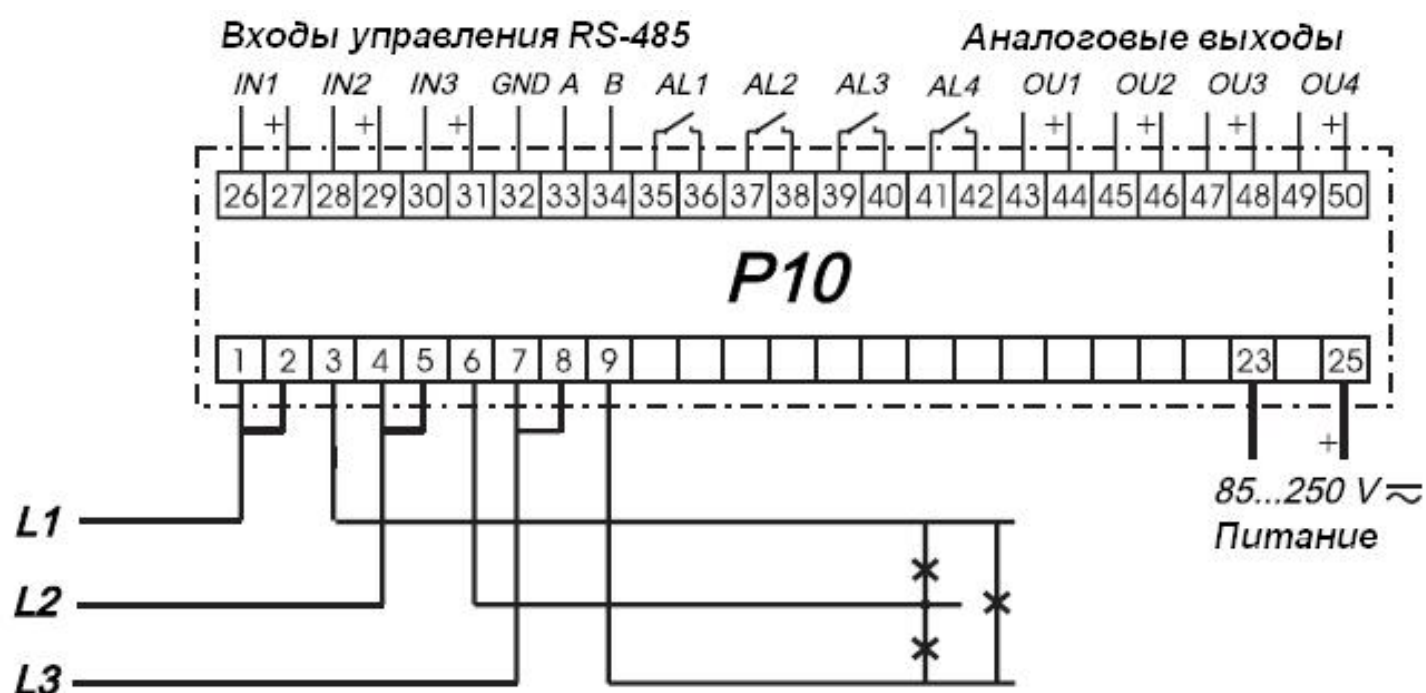 Входы управления RS-485 Аналоговые выходы
IN1 IN2 IN3 GND A B AL1 AL2 AL3 AL4 OU1 OU2 OU3 OU4
+ + + + + + +
26 27 28 29 30 31 32 33 34 35 36 37 38 39 40 41 42 43 44 45 46 47 48 49 50
P10
1 2 3 4 5 6 7 8 9 23 25
+
85...250 V ⎓ ~
Питание
L1
L2
L3